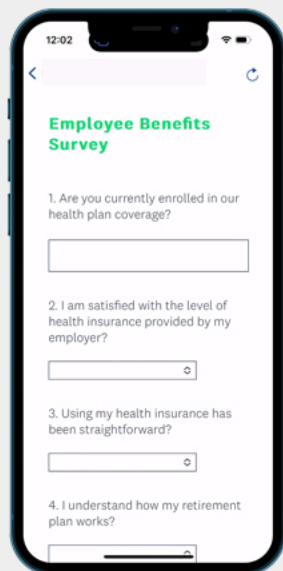 12:02
Employee Benefits
Survey
1. Are you currently enrolled in our
health plan coverage?
2. I am satisfied with the level of
health insurance provided by my
employer?
3. Using my health insurance has
been straightforward?
4. I understand how my retirement
plan works?